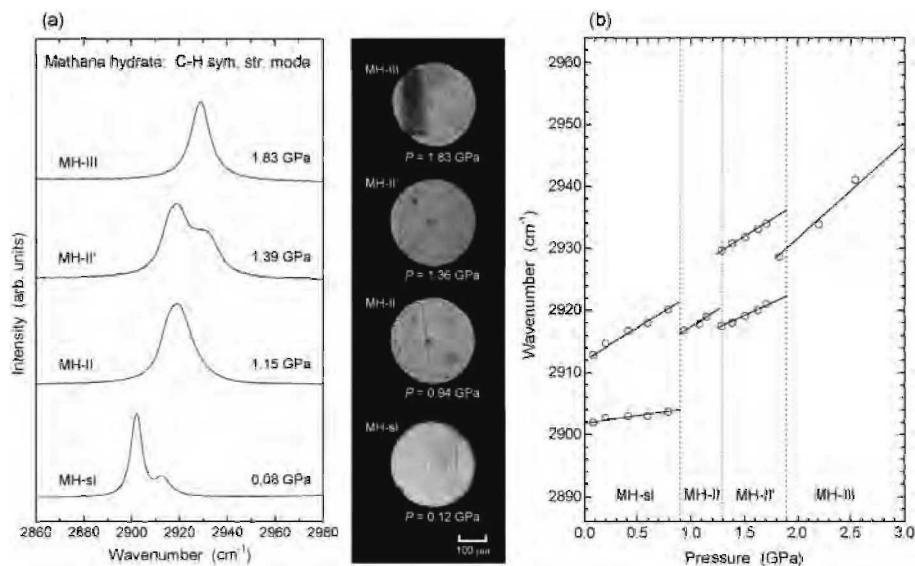 (a)
Methane hydrate: C-H sym. str. mode
MH-III
1.83 GPa
MH-II'
1.39 GPa
MH-II
1.15 GPa
MH-sI
0.08 GPa
Intensity (arb. units)
2860 2880 2900 2920 2940 2960 2980
Wavenumber (cm⁻¹)
MH-III
P = 1.83 GPa
MH-II'
P = 1.36 GPa
MH-II
P = 0.94 GPa
MH-sI
P = 0.12 GPa
100 μm
(b)
2960
2950
2940
2930
2920
2910
2900
2890
Wavenumber (cm⁻¹)
MH-sI MH-II MH-II' MH-III
0.0 0.5 1.0 1.5 2.0 2.5 3.0
Pressure (GPa)